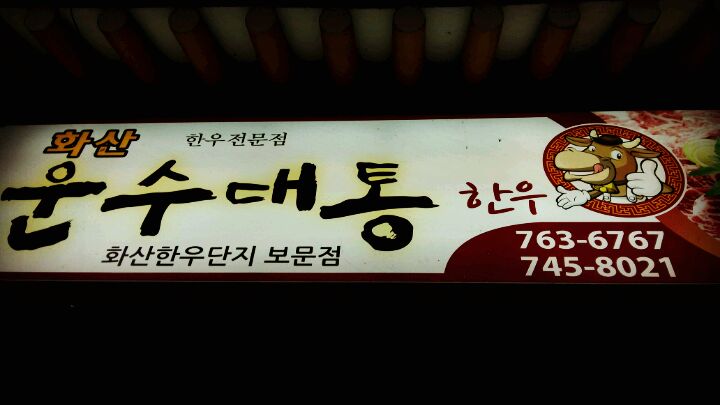 화산
한우전문점
운수대통 한우
화산한우단지 보문점
763-6767
745-8021